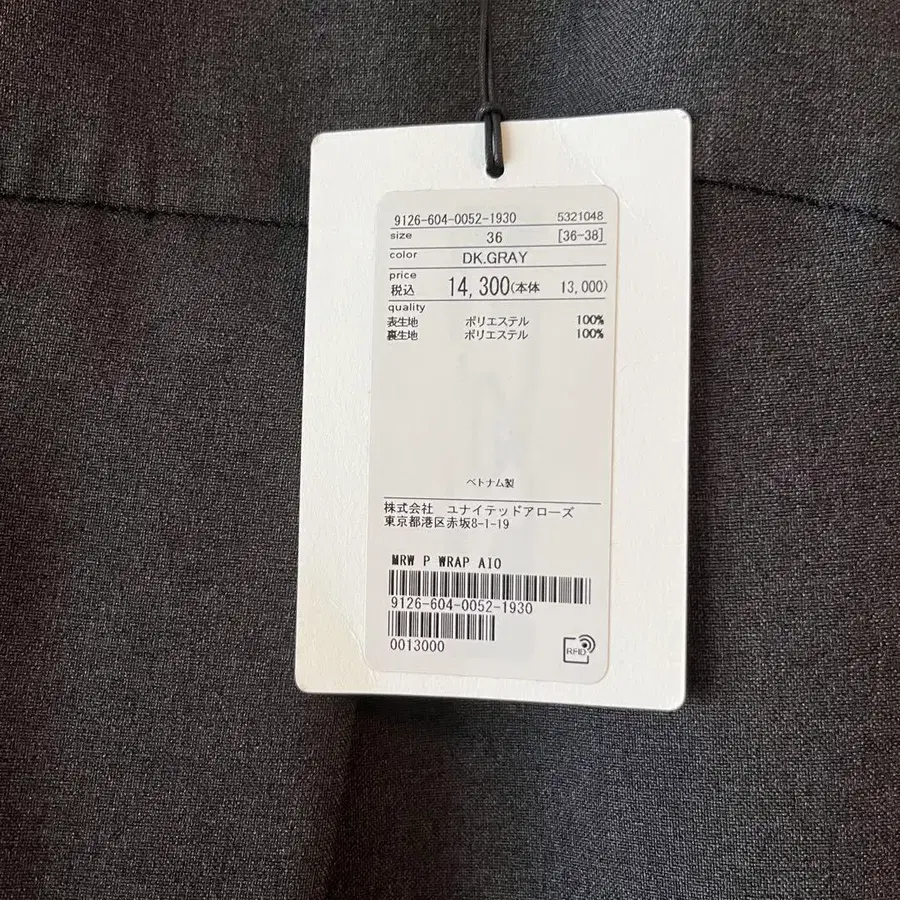 9126-604-0052-1930 5321048
size 36 [36-38]
color DK.GRAY
price
税込 14,300(本体 13,000)
quality
表生地 ポリエステル 100%
裏生地 ポリエステル 100%
ベトナム製
株式会社 ユナイテッドアローズ
東京都港区赤坂8-1-19
MRW P WRAP AIO
9126-604-0052-1930
0013000
RFID